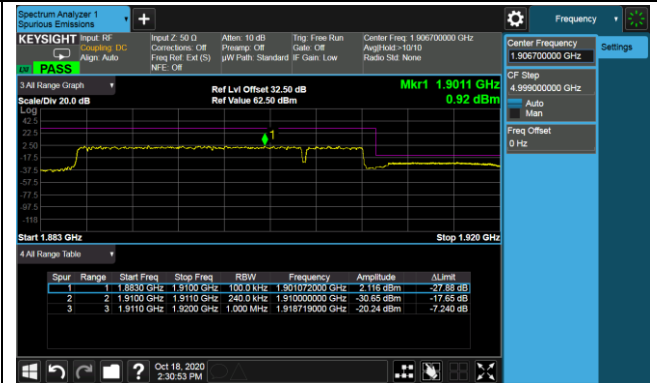 Spectrum Analyzer 1
Spurious Emissions
Frequency
KEYSIGHT Input: RF
Coupling: DC
Align: Auto
Input Z: 50 Ω
Corrections: Off
Freq Ref: Ext (S)
NFE: Off
Atten: 10 dB
Preamp: Off
µW Path: Standard
Trig: Free Run
Gate: Off
IF Gain: Low
Center Freq: 1.906700000 GHz
Avg|Hold:>10/10
Radio Std: None
PASS
Center Frequency
1.906700000 GHz
Settings
CF Step
4.999000000 GHz
Auto
Man
Freq Offset
0 Hz
3 All Range Graph
Scale/Div 20.0 dB
Ref Lvl Offset 32.50 dB
Ref Value 62.50 dBm
Mkr1 1.9011 GHz
0.92 dBm
Log
42.5
22.5
2.50
-17.5
-37.5
-57.5
-77.5
-97.5
-118
1
Start 1.883 GHz
Stop 1.920 GHz
4 All Range Table
Spur Range Start Freq Stop Freq RBW Frequency Amplitude ΔLimit
1 1 1.8830 GHz 1.9100 GHz 100.0 kHz 1.901072000 GHz 2.116 dBm -27.88 dB
2 2 1.9100 GHz 1.9110 GHz 240.0 kHz 1.910000000 GHz -30.65 dBm -17.65 dB
3 3 1.9110 GHz 1.9200 GHz 1.000 MHz 1.918719000 GHz -20.24 dBm -7.240 dB
Oct 18, 2020
2:30:53 PM